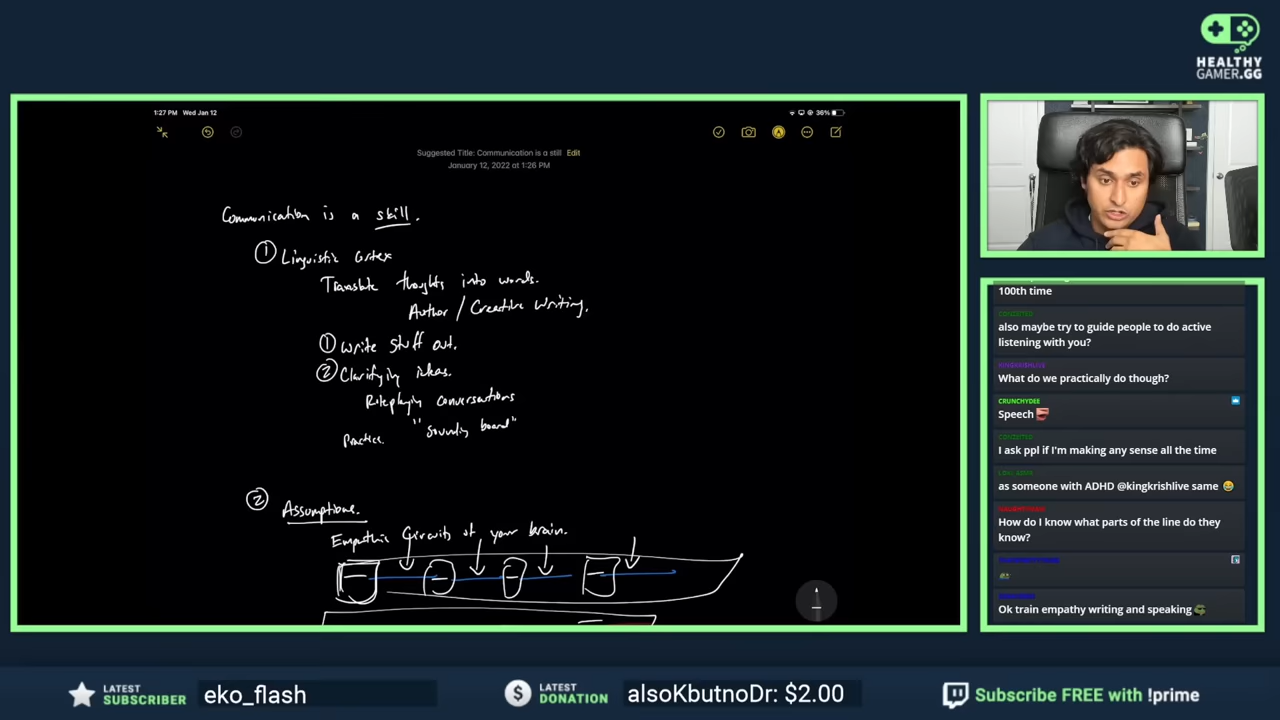 HEALTHY
GAMER.GG
1:27 PM Wed Jan 12
36%
Suggested Title: Communication is a still Edit
January 12, 2022 at 1:26 PM
Communication is a skill.
① Linguistic Cortex
Translate thoughts into words.
Author / Creative Writing.
① Write stuff out.
② Clarifying ideas.
Roleplaying conversations
Practice. "Sounding board"
② Assumptions.
Empathic Circuits of your brain.
100th time
also maybe try to guide people to do active
listening with you?
What do we practically do though?
CRUNCHYDEE
Speech
I ask ppl if I'm making any sense all the time
as someone with ADHD @kingkrishlive same 😂
How do I know what parts of the line do they
know?
Ok train empathy writing and speaking
LATEST
SUBSCRIBER
eko_flash
LATEST
DONATION
alsoKbutnoDr: $2.00
Subscribe FREE with !prime